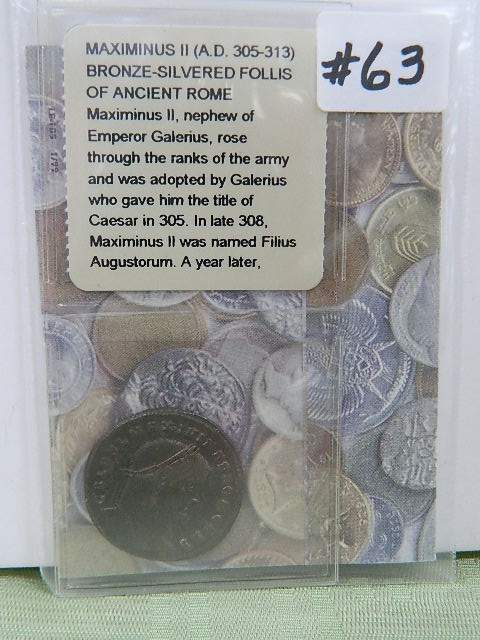 MAXIMINUS II (A.D. 305-313)
BRONZE-SILVERED FOLLIS
OF ANCIENT ROME
Maximinus II, nephew of
Emperor Galerius, rose
through the ranks of the army
and was adopted by Galerius
who gave him the title of
Caesar in 305. In late 308,
Maximinus II was named Filius
Augustorum. A year later,
#63